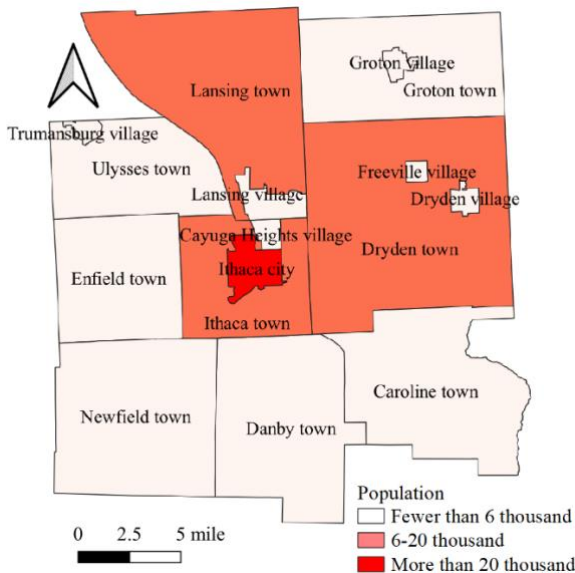 Groton village
Lansing town
Groton town
Trumansburg village
Ulysses town
Freeville village
Lansing village
Dryden village
Cayuga Heights village
Dryden town
Ithaca city
Enfield town
Ithaca town
Caroline town
Newfield town
Danby town
Population
Fewer than 6 thousand
6-20 thousand
More than 20 thousand
0 2.5 5 mile